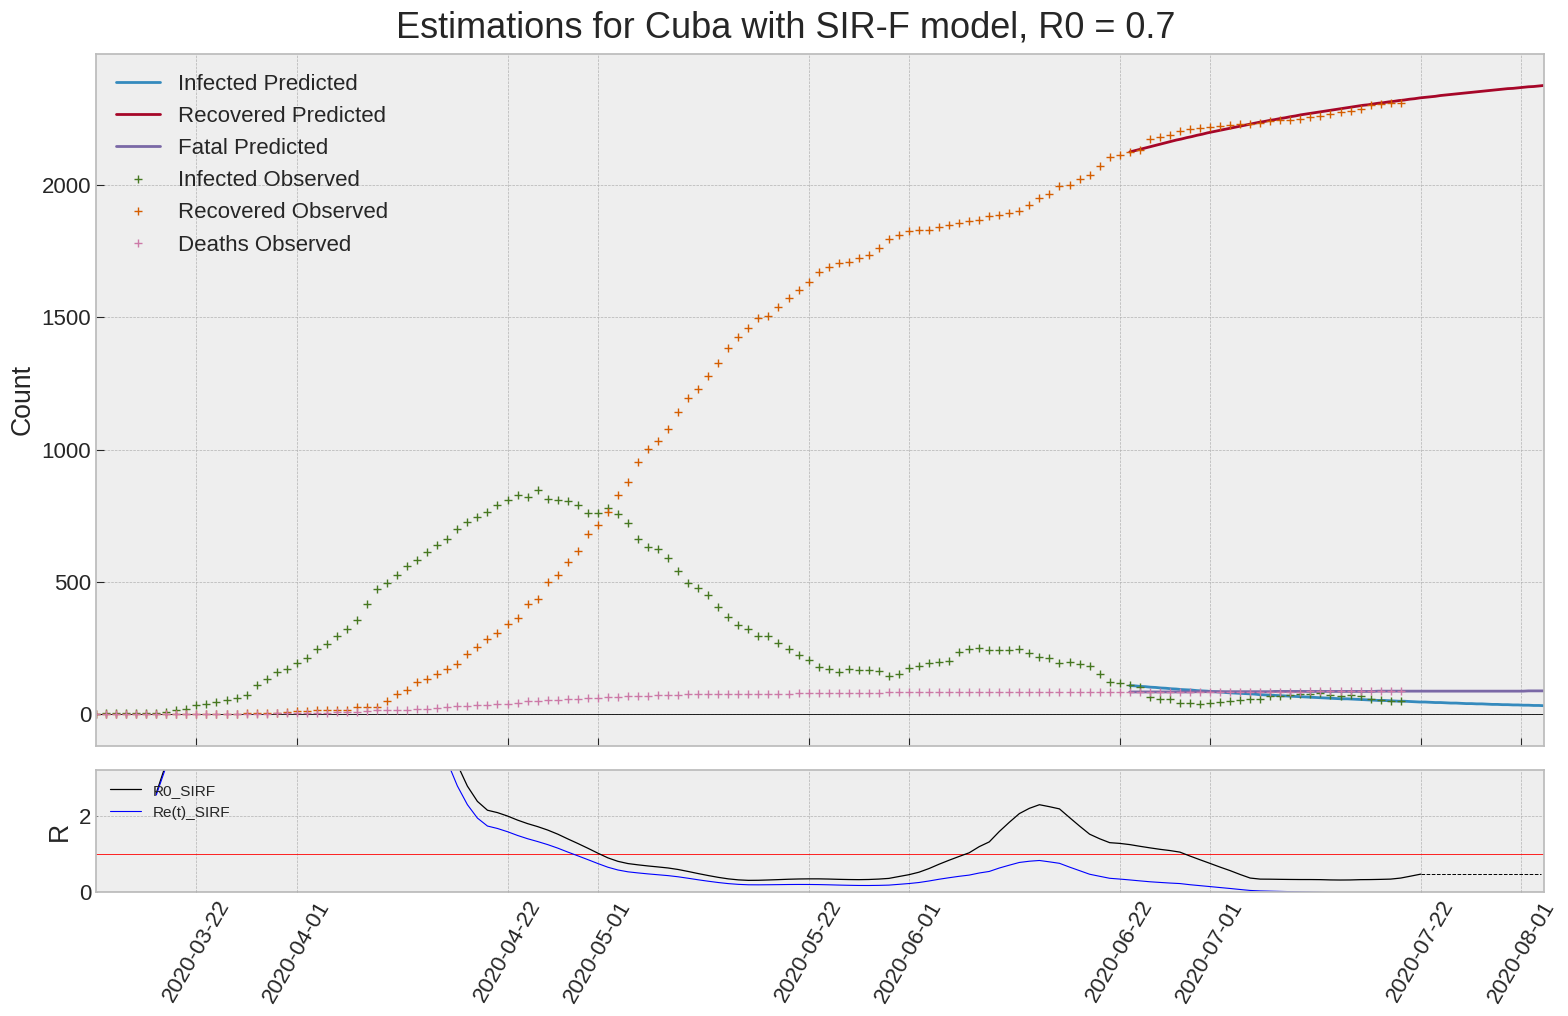 Estimations for Cuba with SIR-F model, R0 = 0.7
Infected Predicted
Recovered Predicted
Fatal Predicted
Infected Observed
Recovered Observed
Deaths Observed
2000
1500
1000
500
0
Count
R0_SIRF
Re(t)_SIRF
2
0
R
2020-03-22
2020-04-01
2020-04-22
2020-05-01
2020-05-22
2020-06-01
2020-06-22
2020-07-01
2020-07-22
2020-08-01